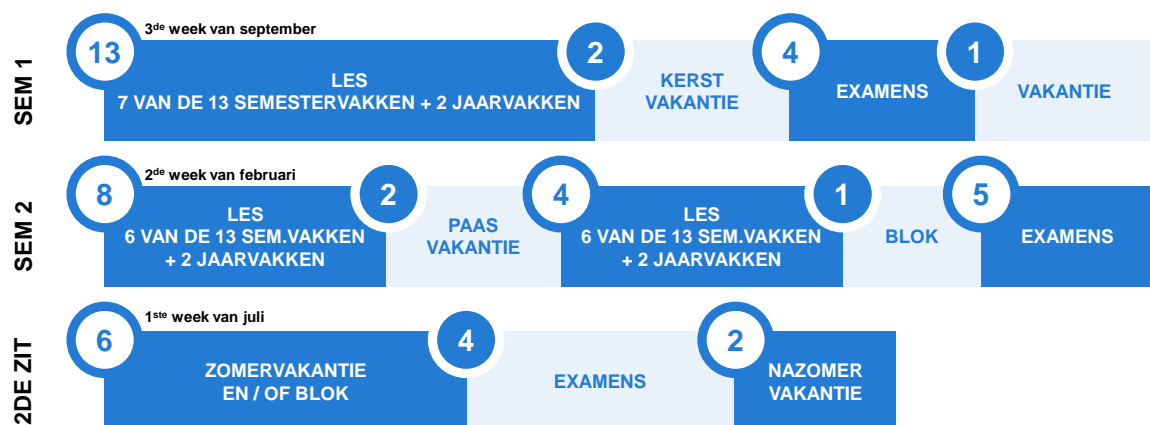 SEM 1
3de week van september
13
LES
7 VAN DE 13 SEMESTERVAKKEN + 2 JAARVAKKEN
2
KERST
VAKANTIE
4
EXAMENS
1
VAKANTIE
SEM 2
2de week van februari
8
LES
6 VAN DE 13 SEM.VAKKEN
+ 2 JAARVAKKEN
2
PAAS
VAKANTIE
4
LES
6 VAN DE 13 SEM.VAKKEN
+ 2 JAARVAKKEN
1
BLOK
5
EXAMENS
2DE ZIT
1ste week van juli
6
ZOMERVAKANTIE
EN / OF BLOK
4
EXAMENS
2
NAZOMER
VAKANTIE